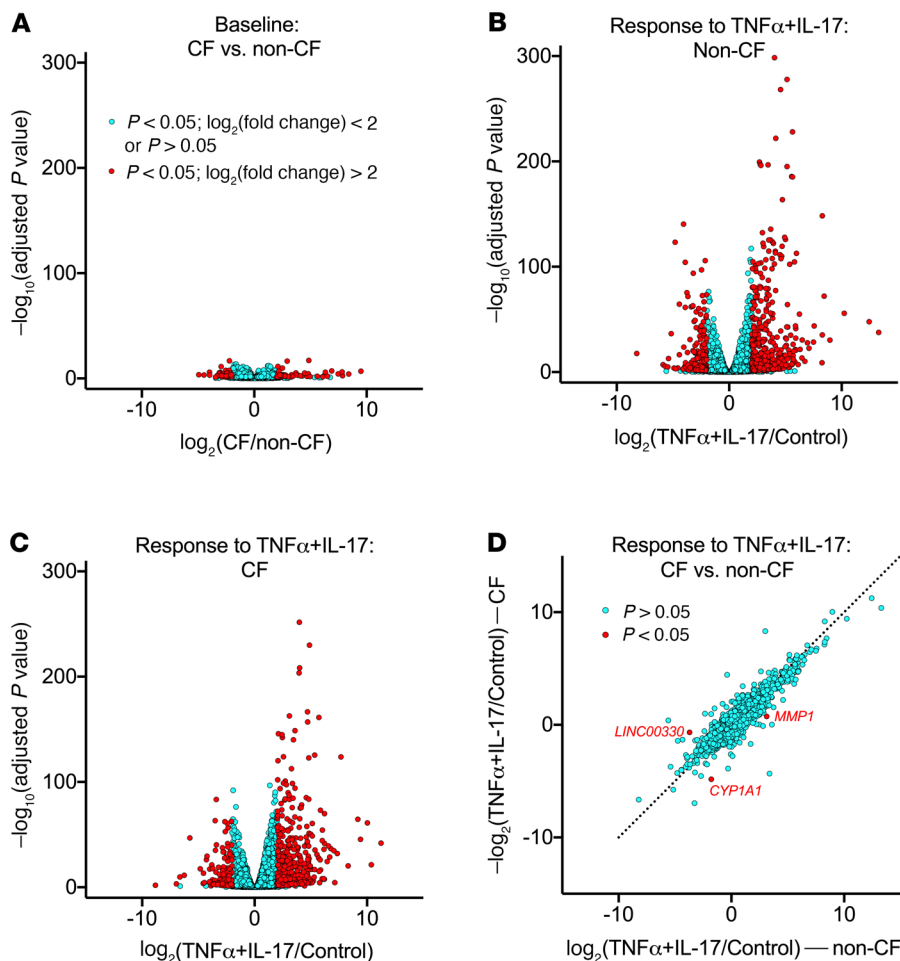 A
Baseline:
CF vs. non-CF
300
200
100
0
−log10(adjusted P value)
P < 0.05; log2(fold change) < 2
or P > 0.05
P < 0.05; log2(fold change) > 2
-10 0 10
log2(CF/non-CF)
B
Response to TNFα+IL-17:
Non-CF
300
200
100
0
−log10(adjusted P value)
-10 0 10
log2(TNFα+IL-17/Control)
C
Response to TNFα+IL-17:
CF
300
200
100
0
−log10(adjusted P value)
-10 0 10
log2(TNFα+IL-17/Control)
D
Response to TNFα+IL-17:
CF vs. non-CF
−log2(TNFα+IL-17/Control) — CF
10
0
-10
P > 0.05
P < 0.05
LINC00330
MMP1
CYP1A1
-10 0 10
log2(TNFα+IL-17/Control) — non-CF